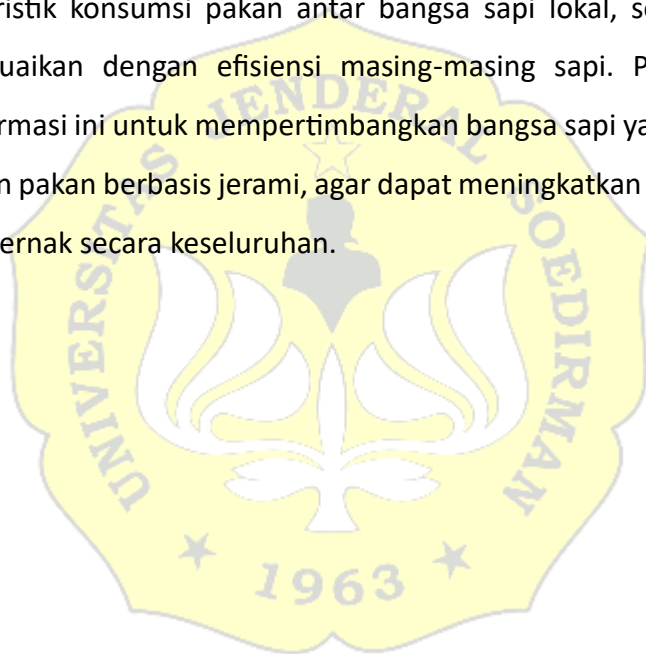 ristik konsumsi pakan antar bangsa sapi lokal, s
uaikan dengan efisiensi masing-masing sapi. P
rmasi ini untuk mempertimbangkan bangsa sapi ya
n pakan berbasis jerami, agar dapat meningkatkan
ernak secara keseluruhan.
UNIVERSITAS JENDERAL SOEDIRMAN
1963